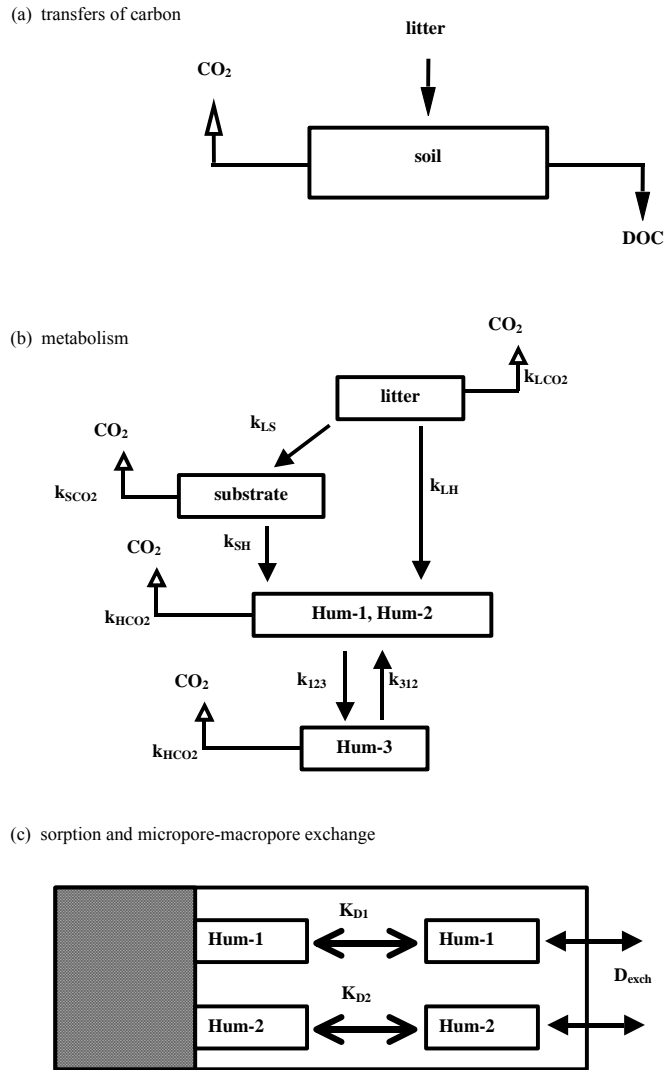 (a) transfers of carbon
litter
CO2
soil
DOC
(b) metabolism
CO2
kLCO2
litter
kLS
CO2
kSCO2
substrate
kLH
kSH
CO2
kHCO2
Hum-1, Hum-2
k123
k312
CO2
kHCO2
Hum-3
(c) sorption and micropore-macropore exchange
KD1
Hum-1
Hum-1
Dexch
KD2
Hum-2
Hum-2